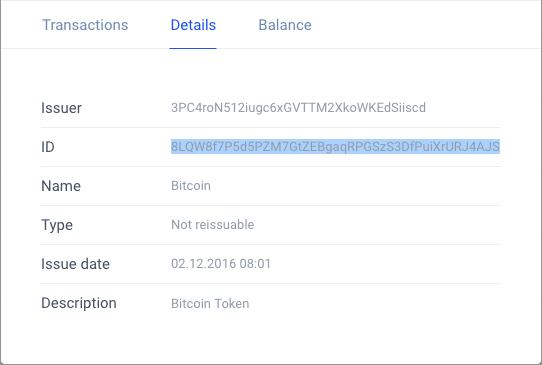 Transactions Details Balance
Issuer 3PC4roN512iugc6xGVTTM2XkoWKEdSiiscd
ID 8LQW8f7P5d5PZM7GtZEBgaqRPGSzS3DfPuiXrURJ4AJS
Name Bitcoin
Type Not reissuable
Issue date 02.12.2016 08:01
Description Bitcoin Token